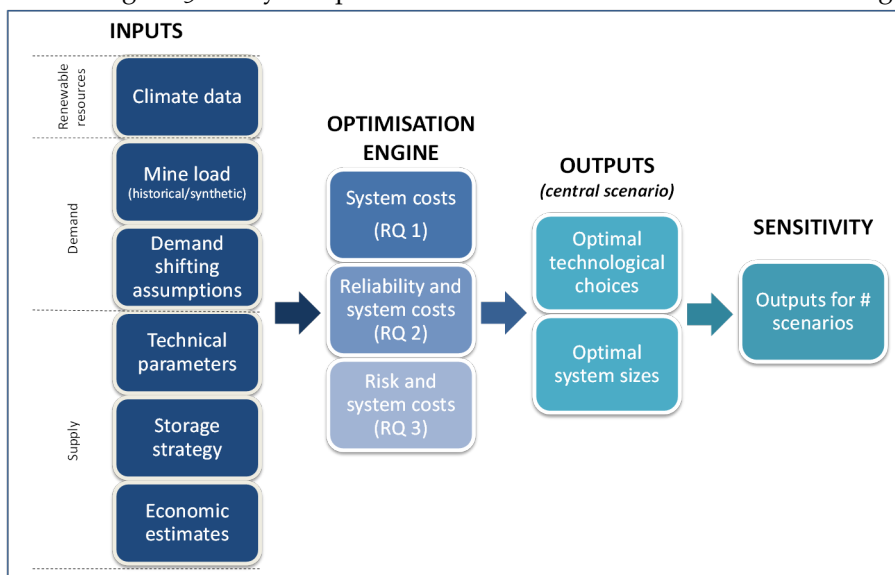 INPUTS
Renewable
resources
Climate data
Demand
Mine load
(historical/synthetic)
Demand
shifting
assumptions
Supply
Technical
parameters
Storage
strategy
Economic
estimates
OPTIMISATION
ENGINE
System costs
(RQ 1)
Reliability and
system costs
(RQ 2)
Risk and
system costs
(RQ 3)
OUTPUTS
(central scenario)
Optimal
technological
choices
Optimal
system sizes
SENSITIVITY
Outputs for #
scenarios